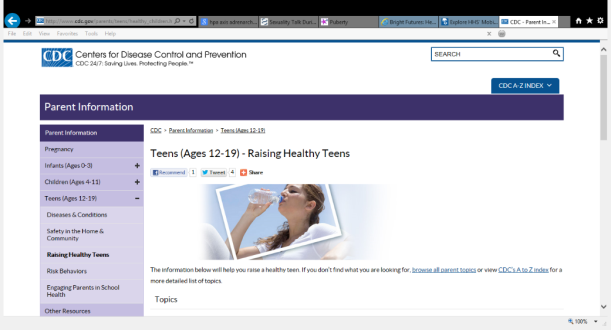 http://www.cdc.gov/parents/teens/healthy_children.h
hpa axis adrenarch...
Sexuality Talk Duri...
Puberty
Bright Futures: He...
Explore HHS' Mobi...
CDC - Parent In...
File Edit View Favorites Tools Help
CDC
Centers for Disease Control and Prevention
CDC 24/7: Saving Lives. Protecting People.™
SEARCH
CDC A-Z INDEX
Parent Information
Parent Information
Pregnancy
Infants (Ages 0-3) +
Children (Ages 4-11) +
Teens (Ages 12-19) –
Diseases & Conditions
Safety in the Home &
Community
Raising Healthy Teens
Risk Behaviors
Engaging Parents in School
Health
Other Resources
CDC > Parent Information > Teens (Ages 12-19)
Teens (Ages 12-19) - Raising Healthy Teens
Recommend 1 Tweet 4 Share
The information below will help you raise a healthy teen. If you don't find what you are looking for, browse all parent topics or view CDC's A to Z index for a
more detailed list of topics.
Topics
100%